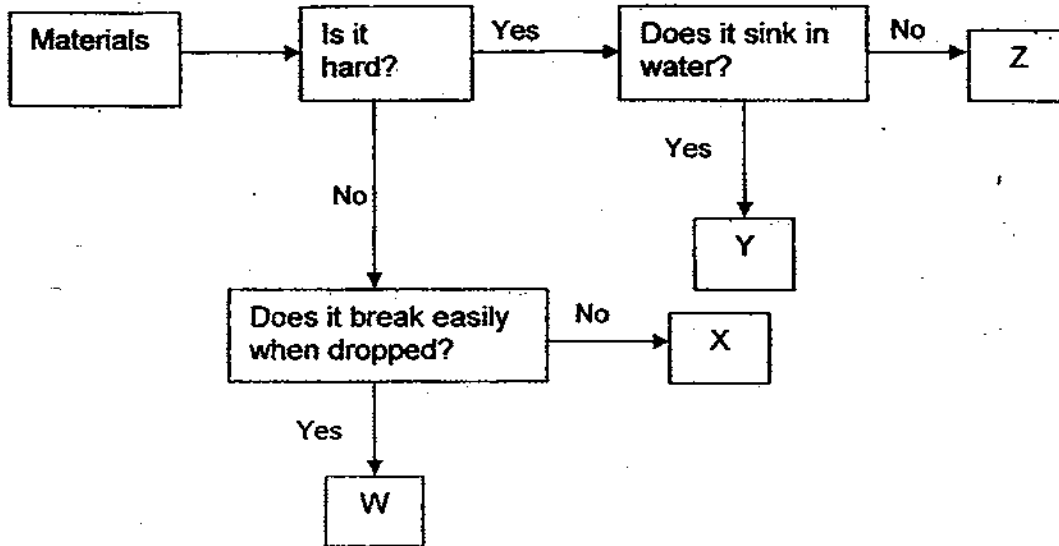 Materials
Is it
hard?
Yes
Does it sink in
water?
No
Z
Yes
Y
No
Does it break easily
when dropped?
No
X
Yes
W